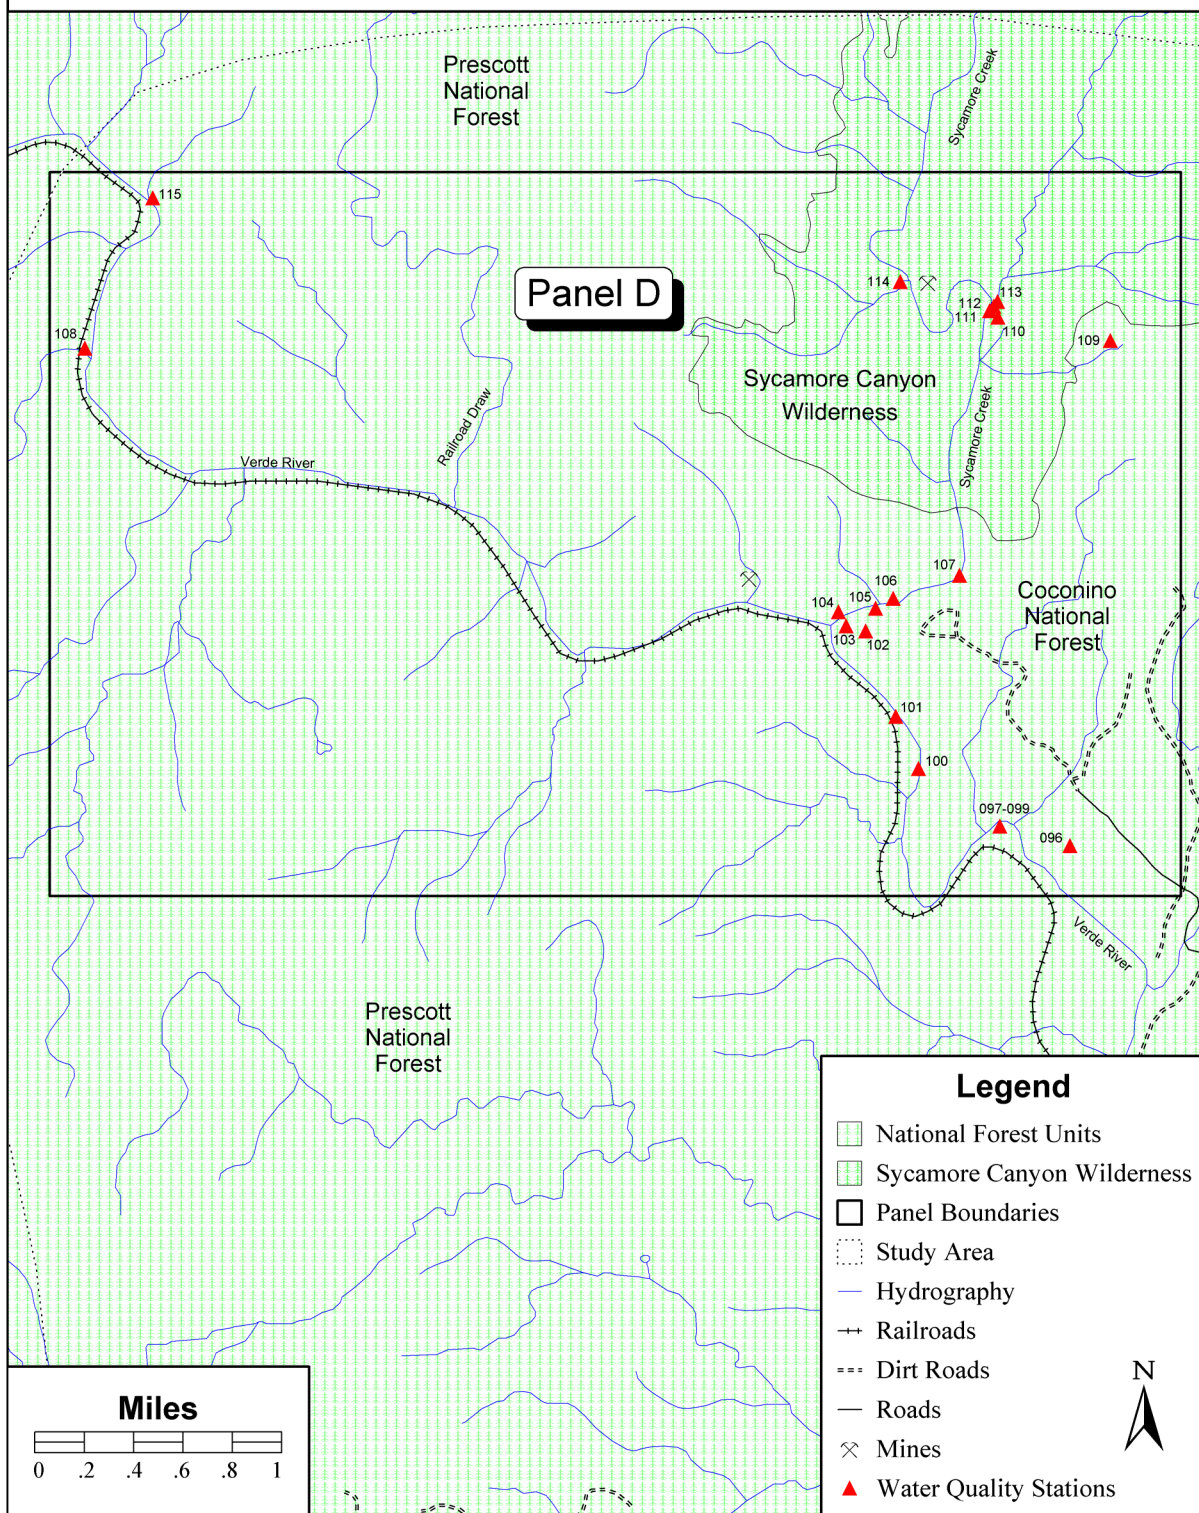 Prescott
National
Forest
Sycamore Creek
115
Panel D
114
113
112
111
110
109
108
Sycamore Canyon
Wilderness
Railroad Draw
Sycamore Creek
Verde River
107
106
105
104
103
102
Coconino
National
Forest
101
100
097-099
096
Verde River
Prescott
National
Forest
Legend
National Forest Units
Sycamore Canyon Wilderness
Panel Boundaries
Study Area
Hydrography
Railroads
Dirt Roads
Roads
Mines
Water Quality Stations
N
Miles
0 .2 .4 .6 .8 1